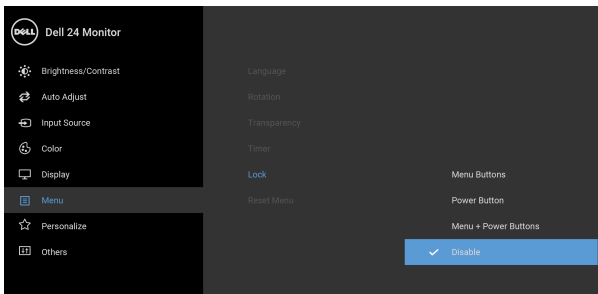 DELL
Dell 24 Monitor
Brightness/Contrast
Auto Adjust
Input Source
Color
Display
Menu
Personalize
Others
Language
Rotation
Transparency
Timer
Lock
Reset Menu
Menu Buttons
Power Button
Menu + Power Buttons
Disable